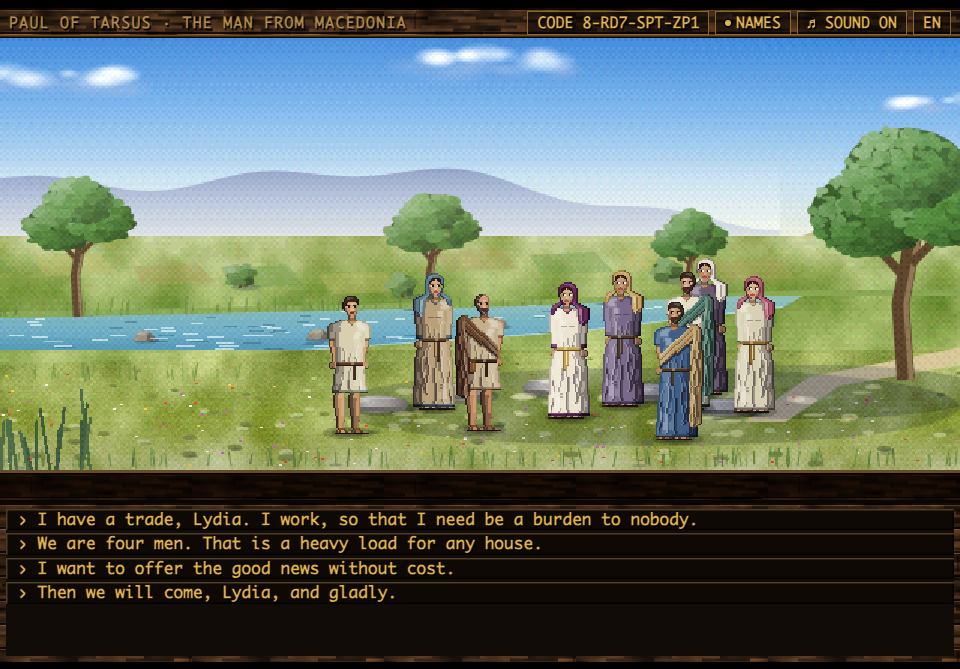 PAUL OF TARSUS · THE MAN FROM MACEDONIA
CODE 8-RD7-SPT-ZP1
• NAMES
♬ SOUND ON
EN
› I have a trade, Lydia. I work, so that I need be a burden to nobody.
› We are four men. That is a heavy load for any house.
› I want to offer the good news without cost.
› Then we will come, Lydia, and gladly.